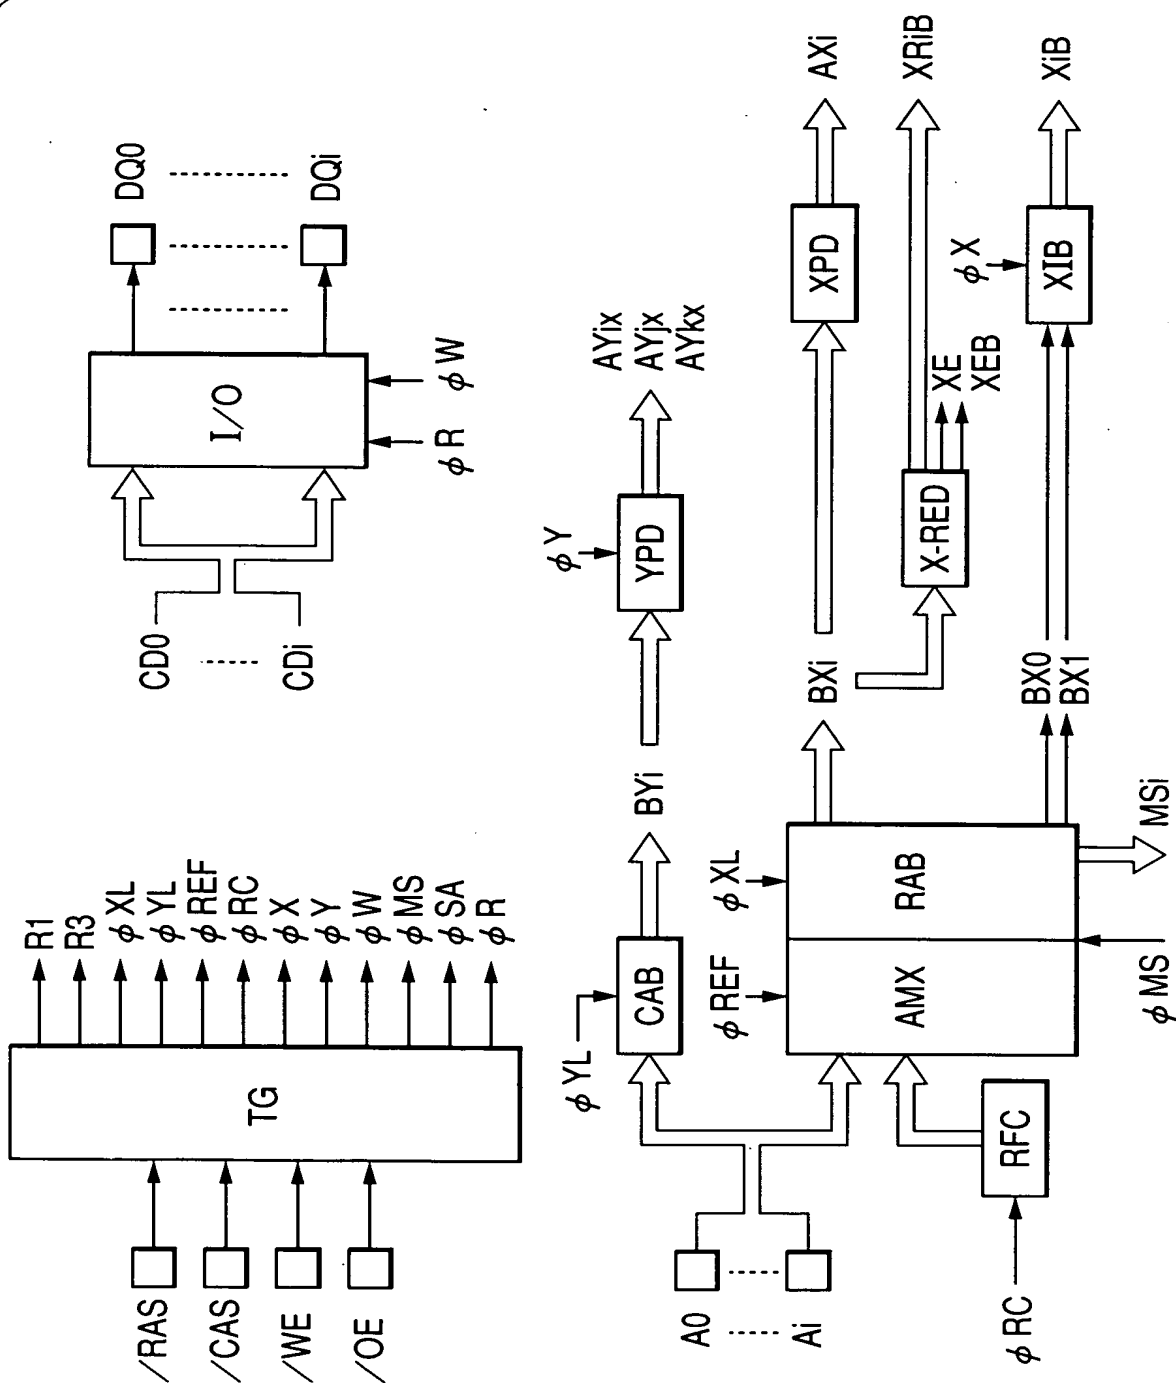 /RAS
/CAS
/WE
/OE
TG
R1
R3
φXL
φYL
φREF
φRC
φX
φY
φW
φMS
φSA
φR
CD0
CDi
I/O
φR
φW
DQ0
DQi
A0
Ai
φYL
CAB
BYi
φY
YPD
AYix
AYjx
AYkx
φRC
RFC
φREF
φXL
AMX
RAB
φMS
MSi
BXi
XPD
AXi
X-RED
XRiB
XE
XEB
BX0
BX1
φX
XIB
XiB